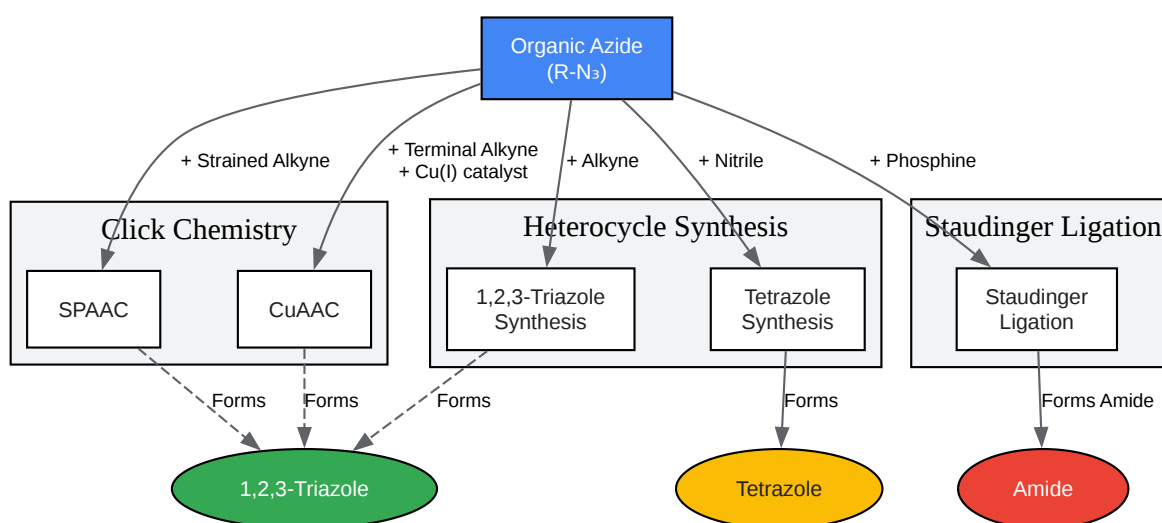 Organic Azide
(R-N₃)
+ Strained Alkyne
+ Terminal Alkyne
+ Cu(I) catalyst
+ Alkyne
+ Nitrile
+ Phosphine
Click Chemistry
Heterocycle Synthesis
Staudinger Ligation
SPAAC
CuAAC
1,2,3-Triazole
Synthesis
Tetrazole
Synthesis
Staudinger
Ligation
Forms
Forms
Forms
Forms
Forms Amide
1,2,3-Triazole
Tetrazole
Amide